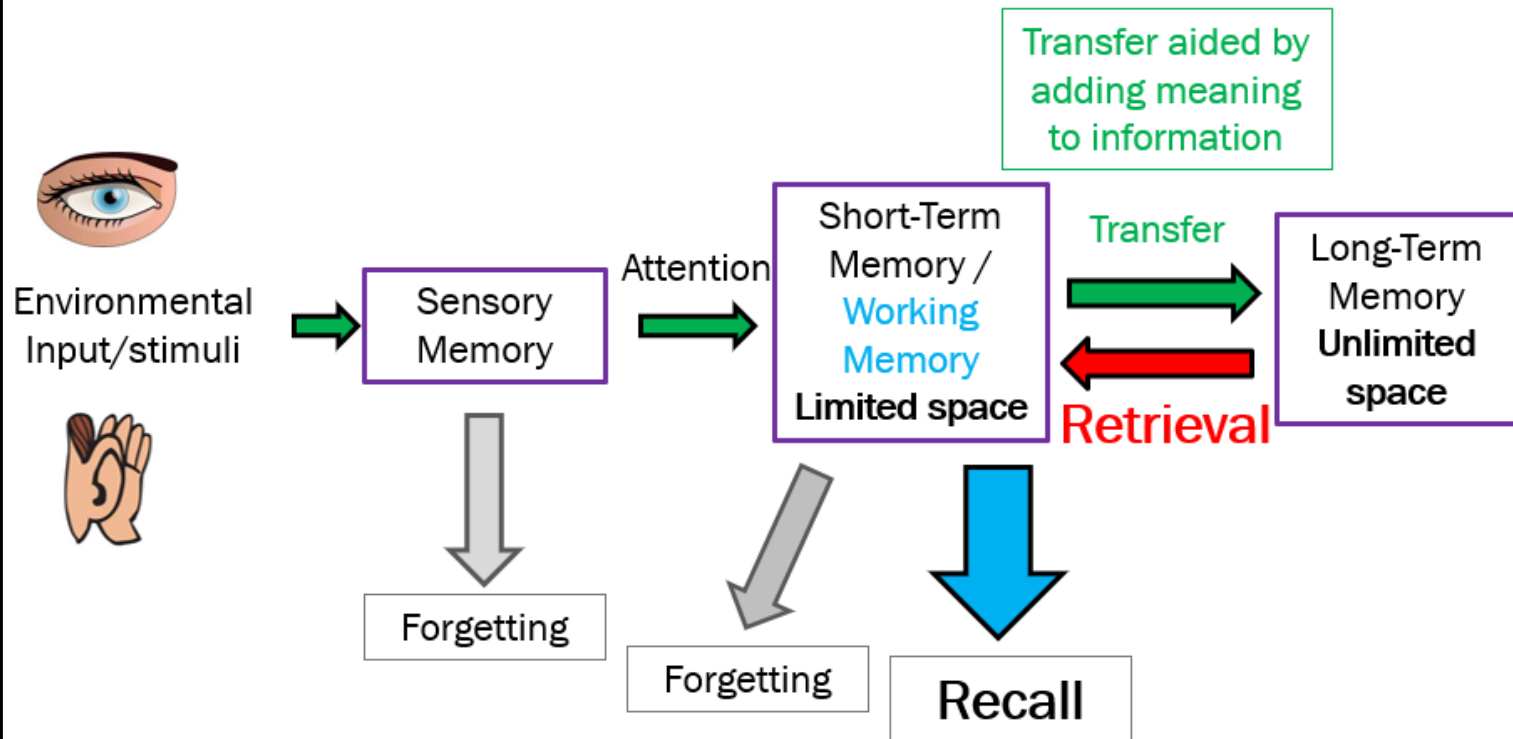 Transfer aided by
adding meaning
to information
Environmental
Input/stimuli
Sensory
Memory
Attention
Short-Term
Memory /
Working
Memory
Limited space
Transfer
Retrieval
Long-Term
Memory
Unlimited
space
Forgetting
Forgetting
Recall